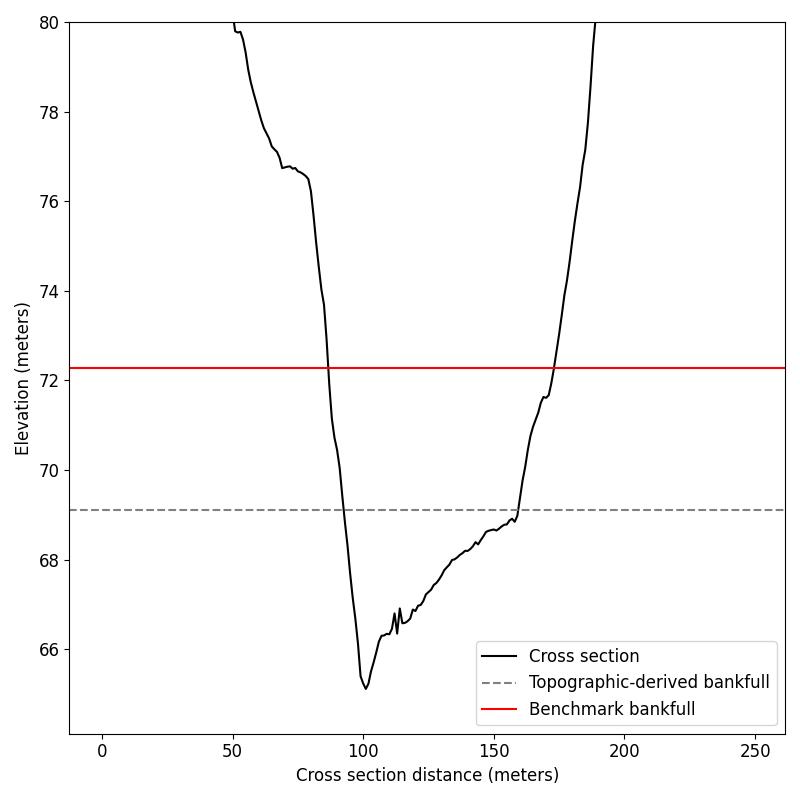 80
78
76
74
72
70
68
66
Elevation (meters)
0 50 100 150 200 250
Cross section distance (meters)
Cross section
Topographic-derived bankfull
Benchmark bankfull